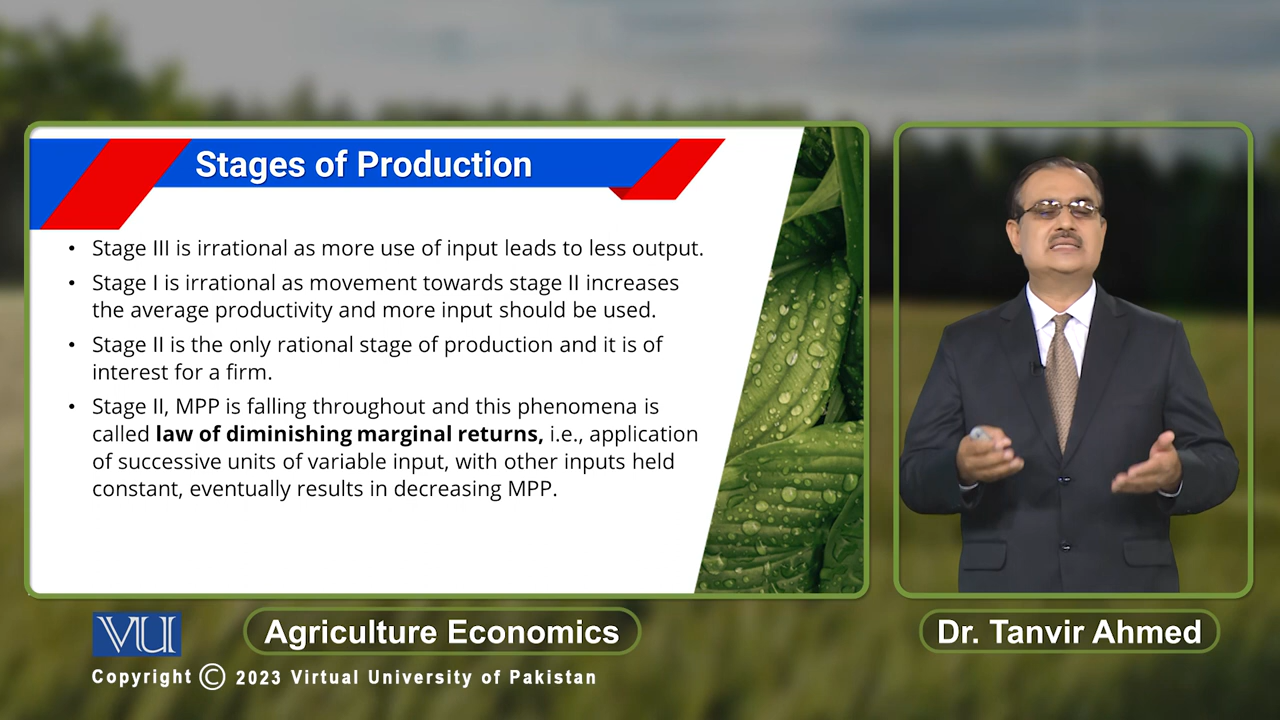 Stages of Production
• Stage III is irrational as more use of input leads to less output.
• Stage I is irrational as movement towards stage II increases
the average productivity and more input should be used.
• Stage II is the only rational stage of production and it is of
interest for a firm.
• Stage II, MPP is falling throughout and this phenomena is
called law of diminishing marginal returns, i.e., application
of successive units of variable input, with other inputs held
constant, eventually results in decreasing MPP.
VU
Agriculture Economics
Dr. Tanvir Ahmed
Copyright © 2023 Virtual University of Pakistan